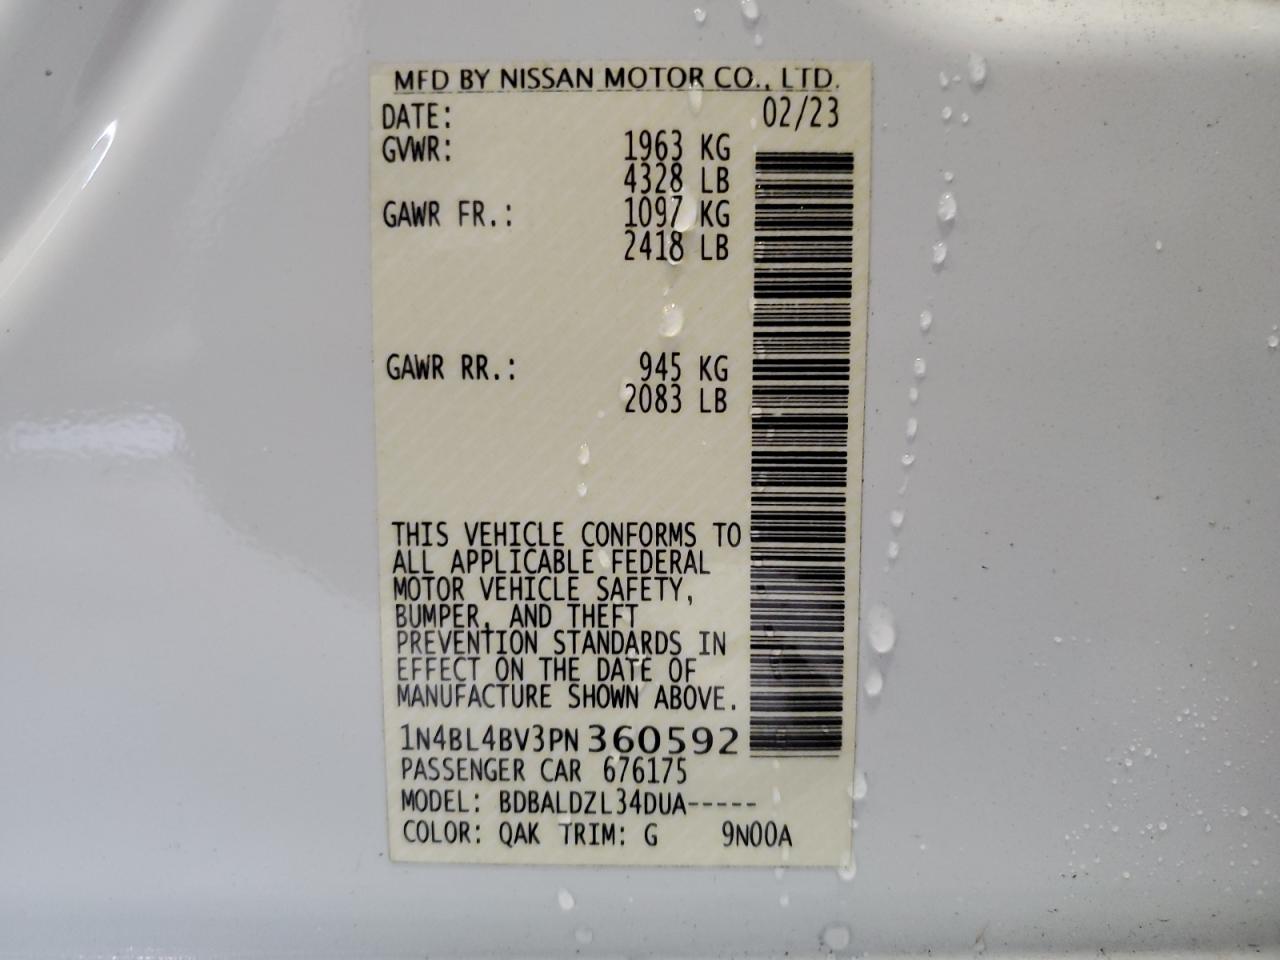 MFD BY NISSAN MOTOR CO., LTD.
DATE: 02/23
GVWR: 1963 KG
4328 LB
GAWR FR.: 1097 KG
2418 LB
GAWR RR.: 945 KG
2083 LB
THIS VEHICLE CONFORMS TO
ALL APPLICABLE FEDERAL
MOTOR VEHICLE SAFETY,
BUMPER, AND THEFT
PREVENTION STANDARDS IN
EFFECT ON THE DATE OF
MANUFACTURE SHOWN ABOVE.
1N4BL4BV3PN360592
PASSENGER CAR 676175
MODEL: BDBALDZL34DUA-----
COLOR: QAK TRIM: G 9N00A